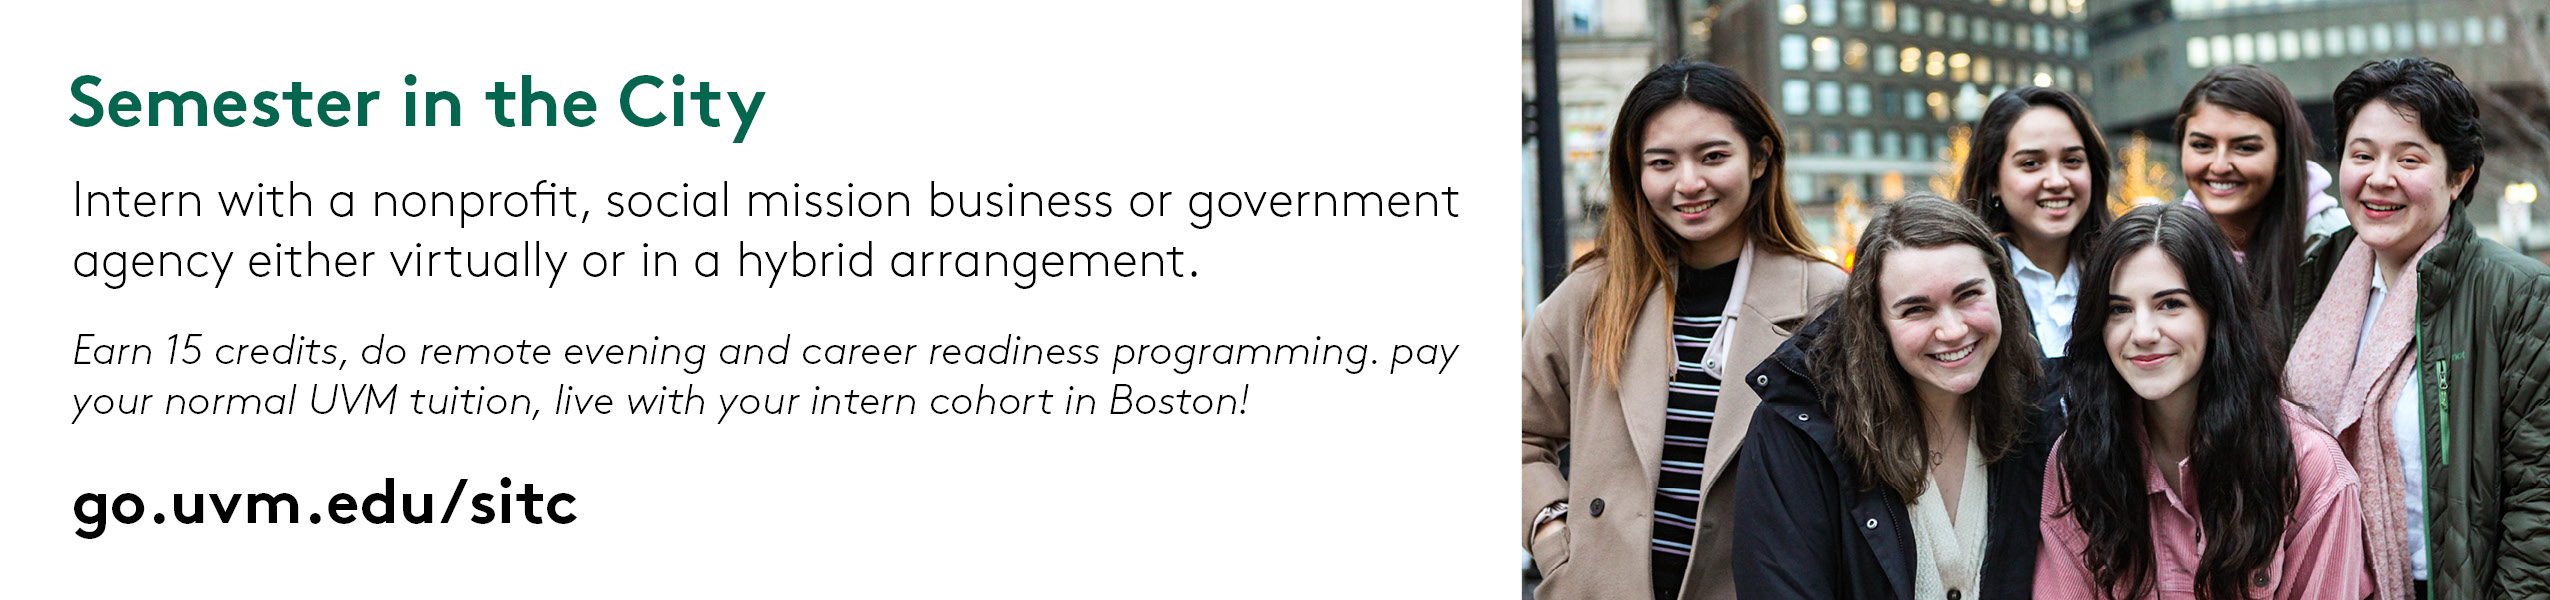 Semester in the City
Intern with a nonprofit, social mission business or government
agency either virtually or in a hybrid arrangement.
Earn 15 credits, do remote evening and career readiness programming. pay
your normal UVM tuition, live with your intern cohort in Boston!
go.uvm.edu/sitc